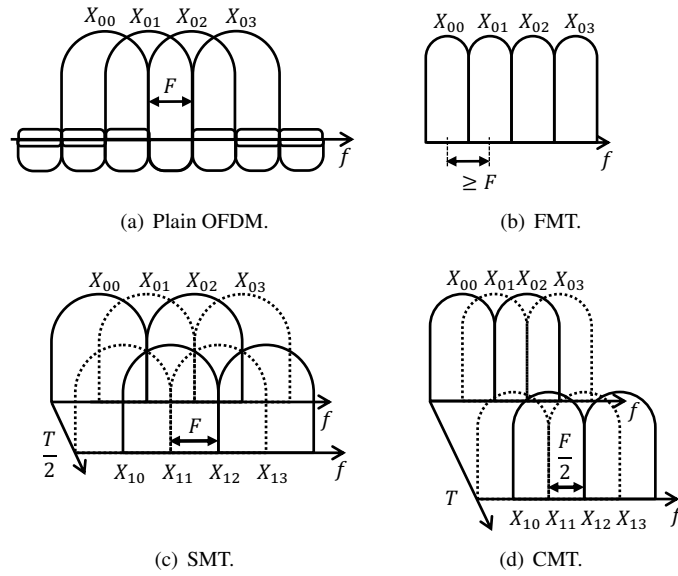 X00 X01 X02 X03
F
f
(a) Plain OFDM.
X00 X01 X02 X03
f
≥ F
(b) FMT.
X00 X01 X02 X03
f
T/2
F
f
X10 X11 X12 X13
(c) SMT.
X00 X01 X02 X03
f
F/2
T
f
X10 X11 X12 X13
(d) CMT.